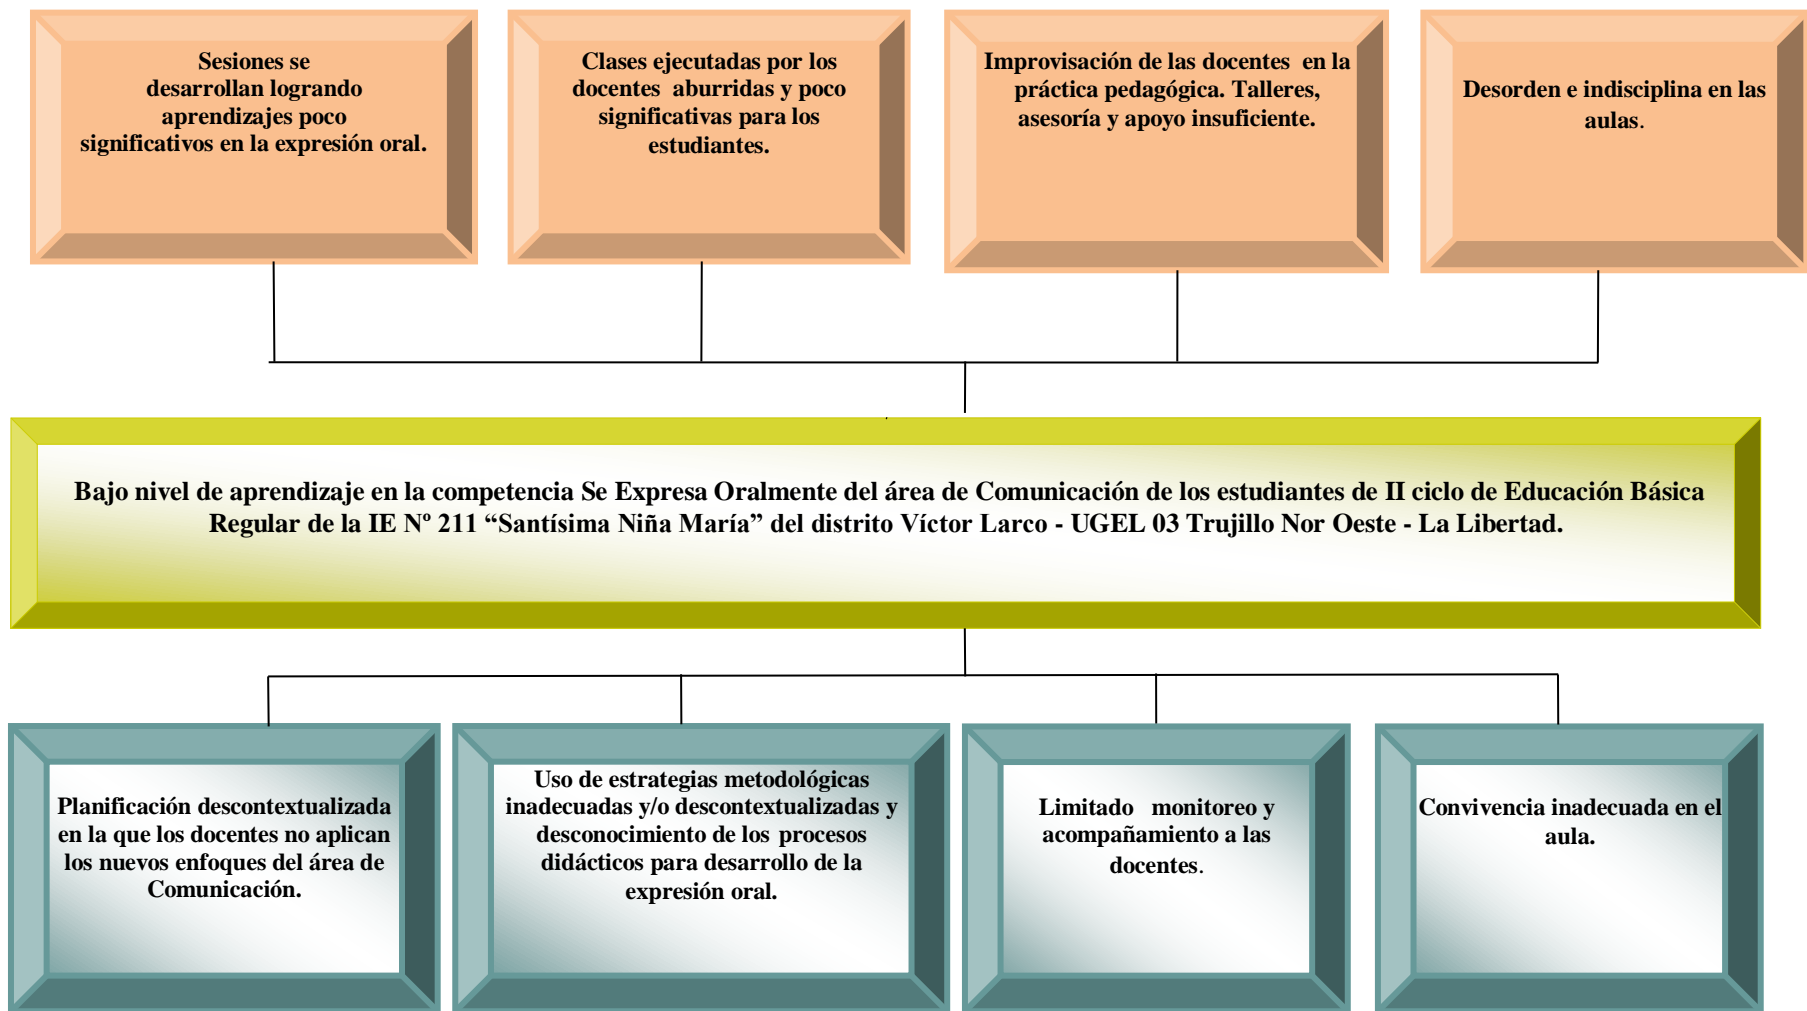 Sesiones se
desarrollan logrando
aprendizajes poco
significativos en la expresión oral.
Clases ejecutadas por los
docentes aburridas y poco
significativas para los
estudiantes.
Improvisación de las docentes en la
práctica pedagógica. Talleres,
asesoría y apoyo insuficiente.
Desorden e indisciplina en las
aulas.
Bajo nivel de aprendizaje en la competencia Se Expresa Oralmente del área de Comunicación de los estudiantes de II ciclo de Educación Básica
Regular de la IE Nº 211 “Santísima Niña María” del distrito Víctor Larco - UGEL 03 Trujillo Nor Oeste - La Libertad.
Planificación descontextualizada
en la que los docentes no aplican
los nuevos enfoques del área de
Comunicación.
Uso de estrategias metodológicas
inadecuadas y/o descontextualizadas y
desconocimiento de los procesos
didácticos para desarrollo de la
expresión oral.
Limitado monitoreo y
acompañamiento a las
docentes.
Convivencia inadecuada en el
aula.